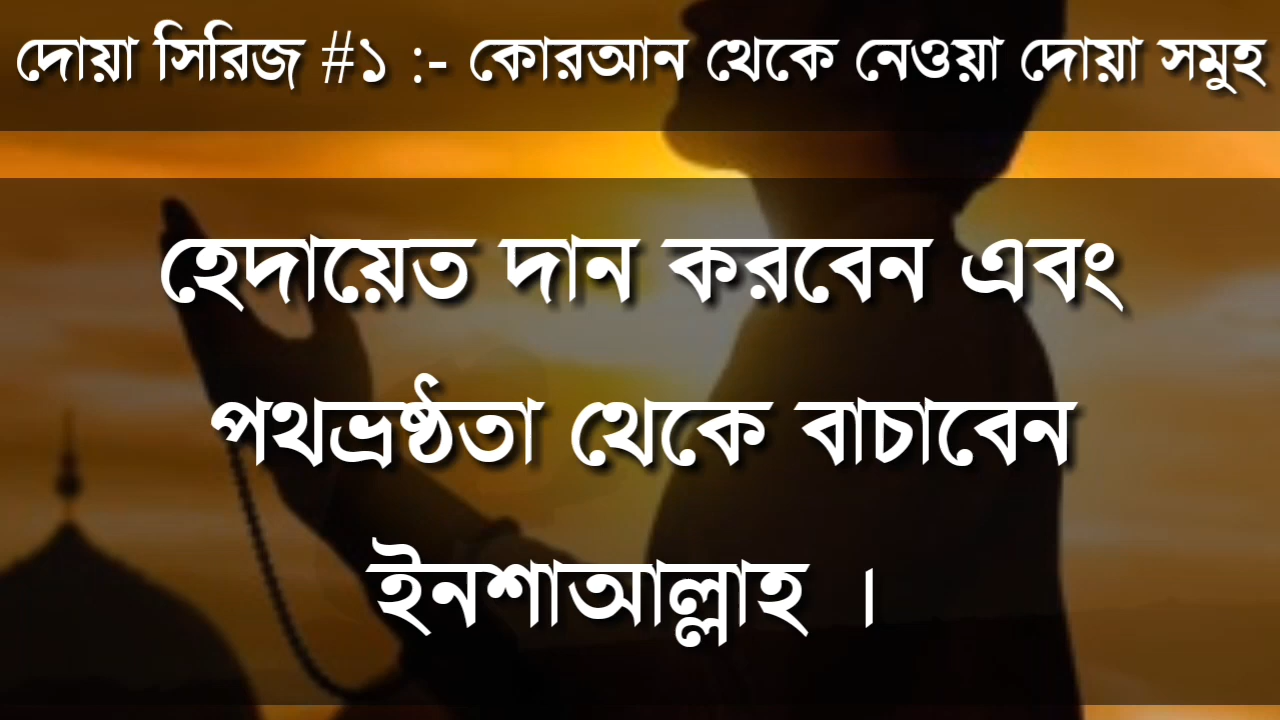 দোয়া সিরিজ #১ :- কোরআন থেকে নেওয়া দোয়া সমুহ
হেদায়েত দান করবেন এবং
পথভ্রষ্ঠতা থেকে বাচাবেন
ইনশাআল্লাহ ।